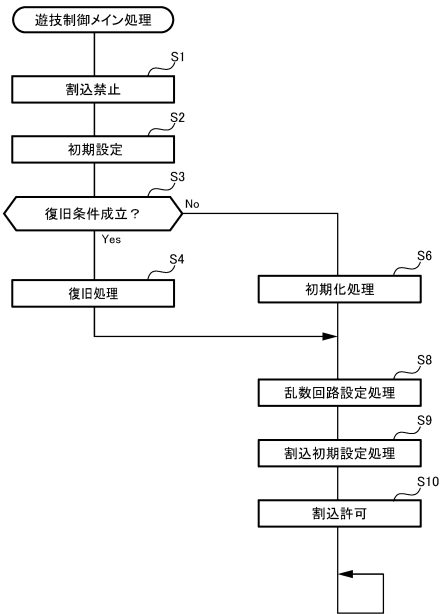 遊技制御メイン処理
S1
割込禁止
S2
初期設定
S3
復旧条件成立？
No
Yes
S4
復旧処理
S6
初期化処理
S8
乱数回路設定処理
S9
割込初期設定処理
S10
割込許可